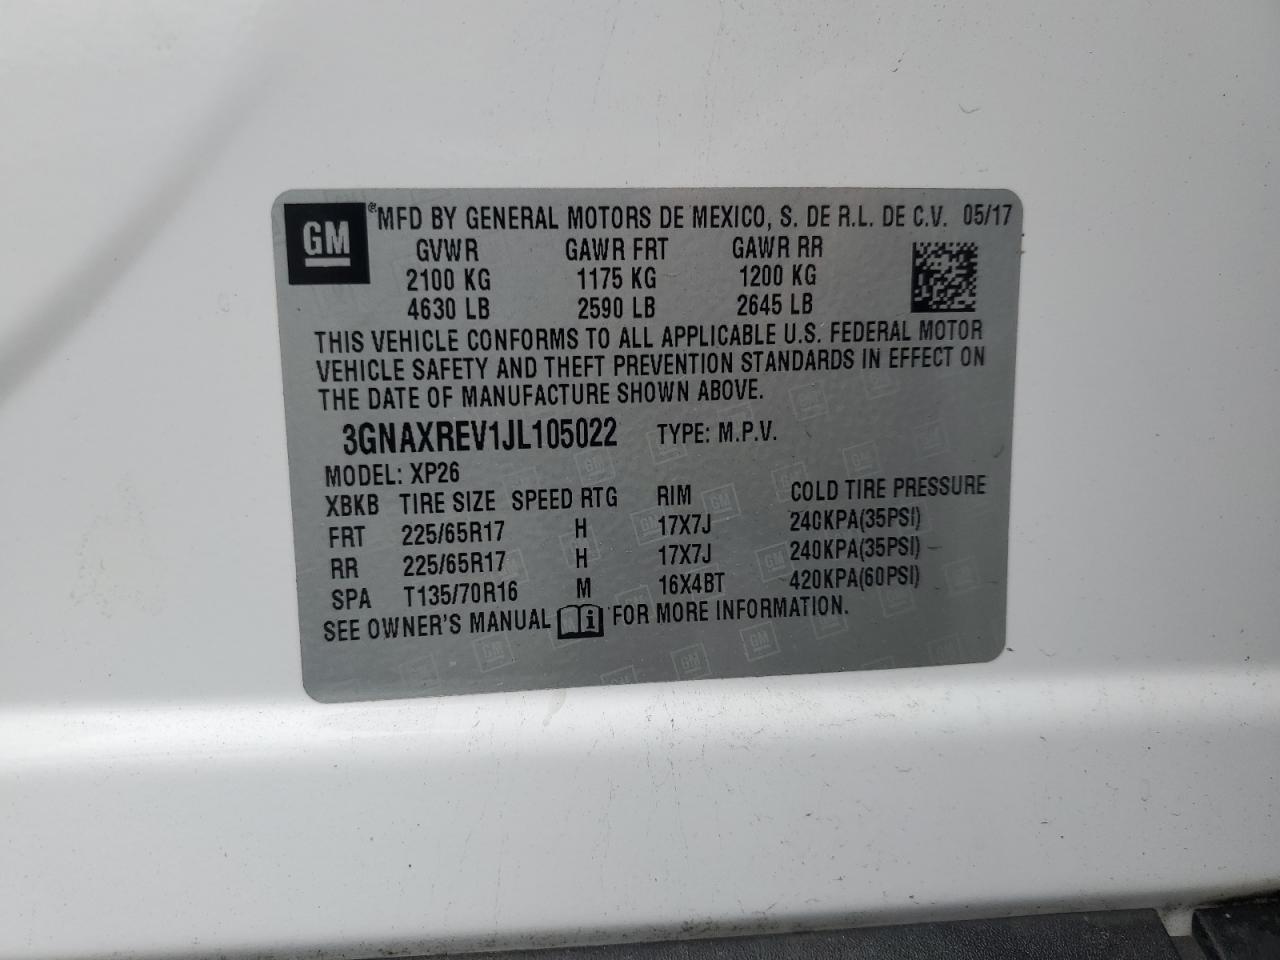 GM
® MFD BY GENERAL MOTORS DE MEXICO, S. DE R.L. DE C.V. 05/17
GVWR GAWR FRT GAWR RR
2100 KG 1175 KG 1200 KG
4630 LB 2590 LB 2645 LB
THIS VEHICLE CONFORMS TO ALL APPLICABLE U.S. FEDERAL MOTOR
VEHICLE SAFETY AND THEFT PREVENTION STANDARDS IN EFFECT ON
THE DATE OF MANUFACTURE SHOWN ABOVE.
3GNAXREV1JL105022 TYPE: M.P.V.
MODEL: XP26
XBKB TIRE SIZE SPEED RTG RIM COLD TIRE PRESSURE
FRT 225/65R17 H 17X7J 240KPA(35PSI)
RR 225/65R17 H 17X7J 240KPA(35PSI)
SPA T135/70R16 M 16X4BT 420KPA(60PSI)
SEE OWNER'S MANUAL i FOR MORE INFORMATION.